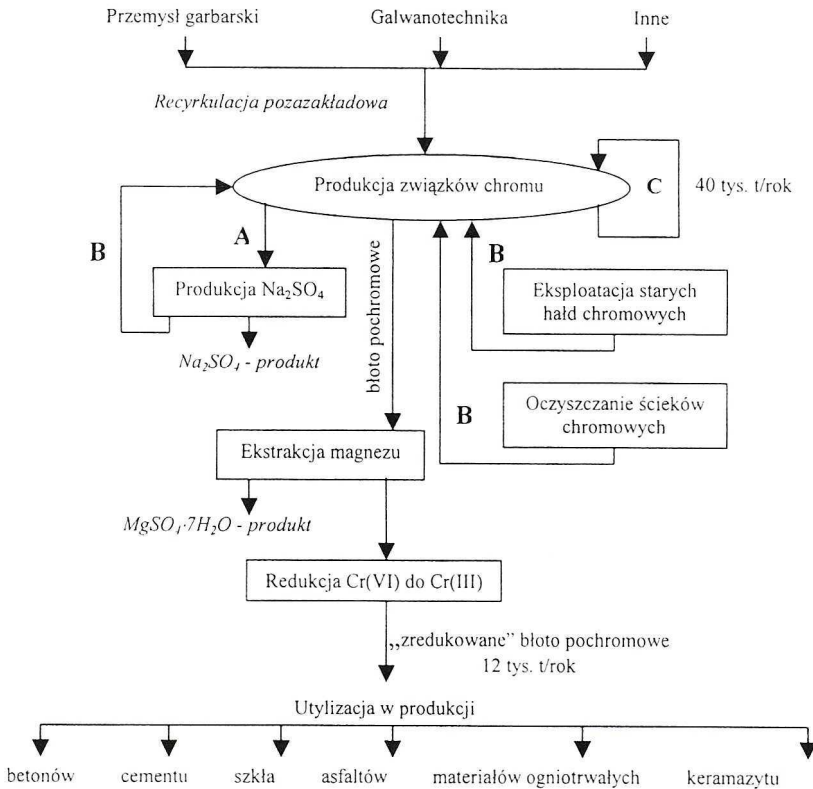 Przemysł garbarski
Galwanotechnika
Inne
Recyrkulacja pozazakładowa
Produkcja związków chromu
C
40 tys. t/rok
B
A
B
Produkcja Na₂SO₄
Eksploatacja starych
hałd chromowych
Na₂SO₄ - produkt
błoto pochromowe
B
Oczyszczanie ścieków
chromowych
Ekstrakcja magnezu
MgSO₄·7H₂O - produkt
Redukcja Cr(VI) do Cr(III)
„zredukowane” błoto pochromowe
12 tys. t/rok
Utylizacja w produkcji
betonów
cementu
szkła
asfaltów
materiałów ogniotrwałych
keramazytu